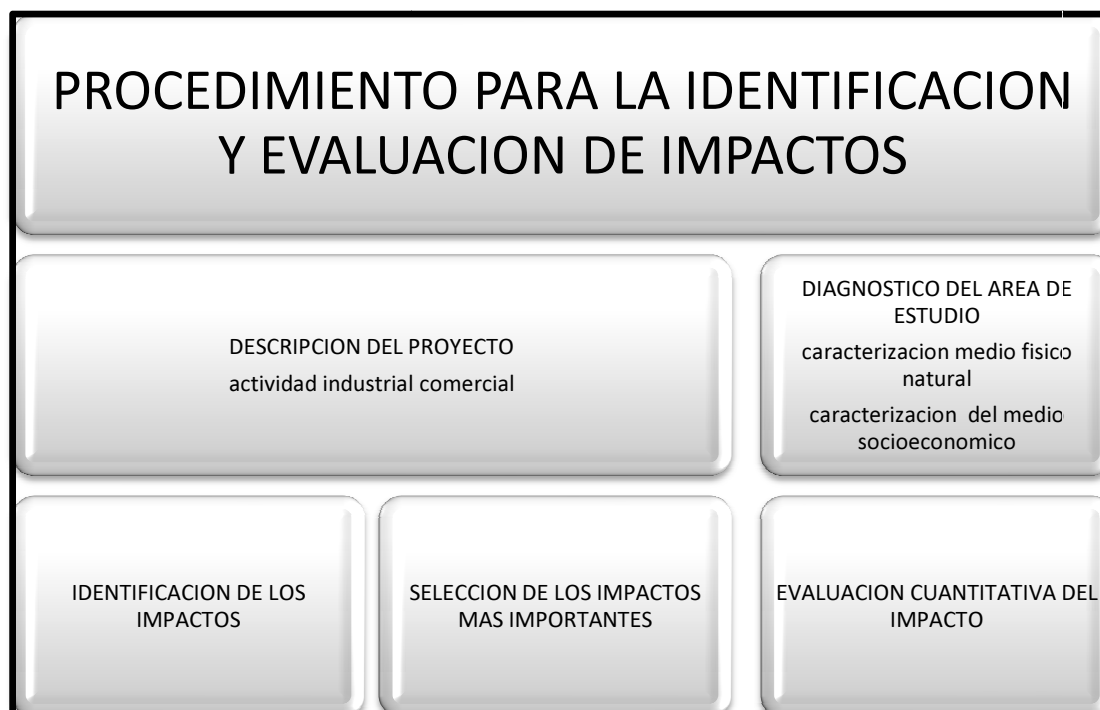 PROCEDIMIENTO PARA LA IDENTIFICACION
Y EVALUACION DE IMPACTOS
DESCRIPCION DEL PROYECTO
actividad industrial comercial
DIAGNOSTICO DEL AREA DE
ESTUDIO
caracterizacion medio fisico
natural
caracterizacion del medio
socioeconomico
IDENTIFICACION DE LOS
IMPACTOS
SELECCION DE LOS IMPACTOS
MAS IMPORTANTES
EVALUACION CUANTITATIVA DEL
IMPACTO